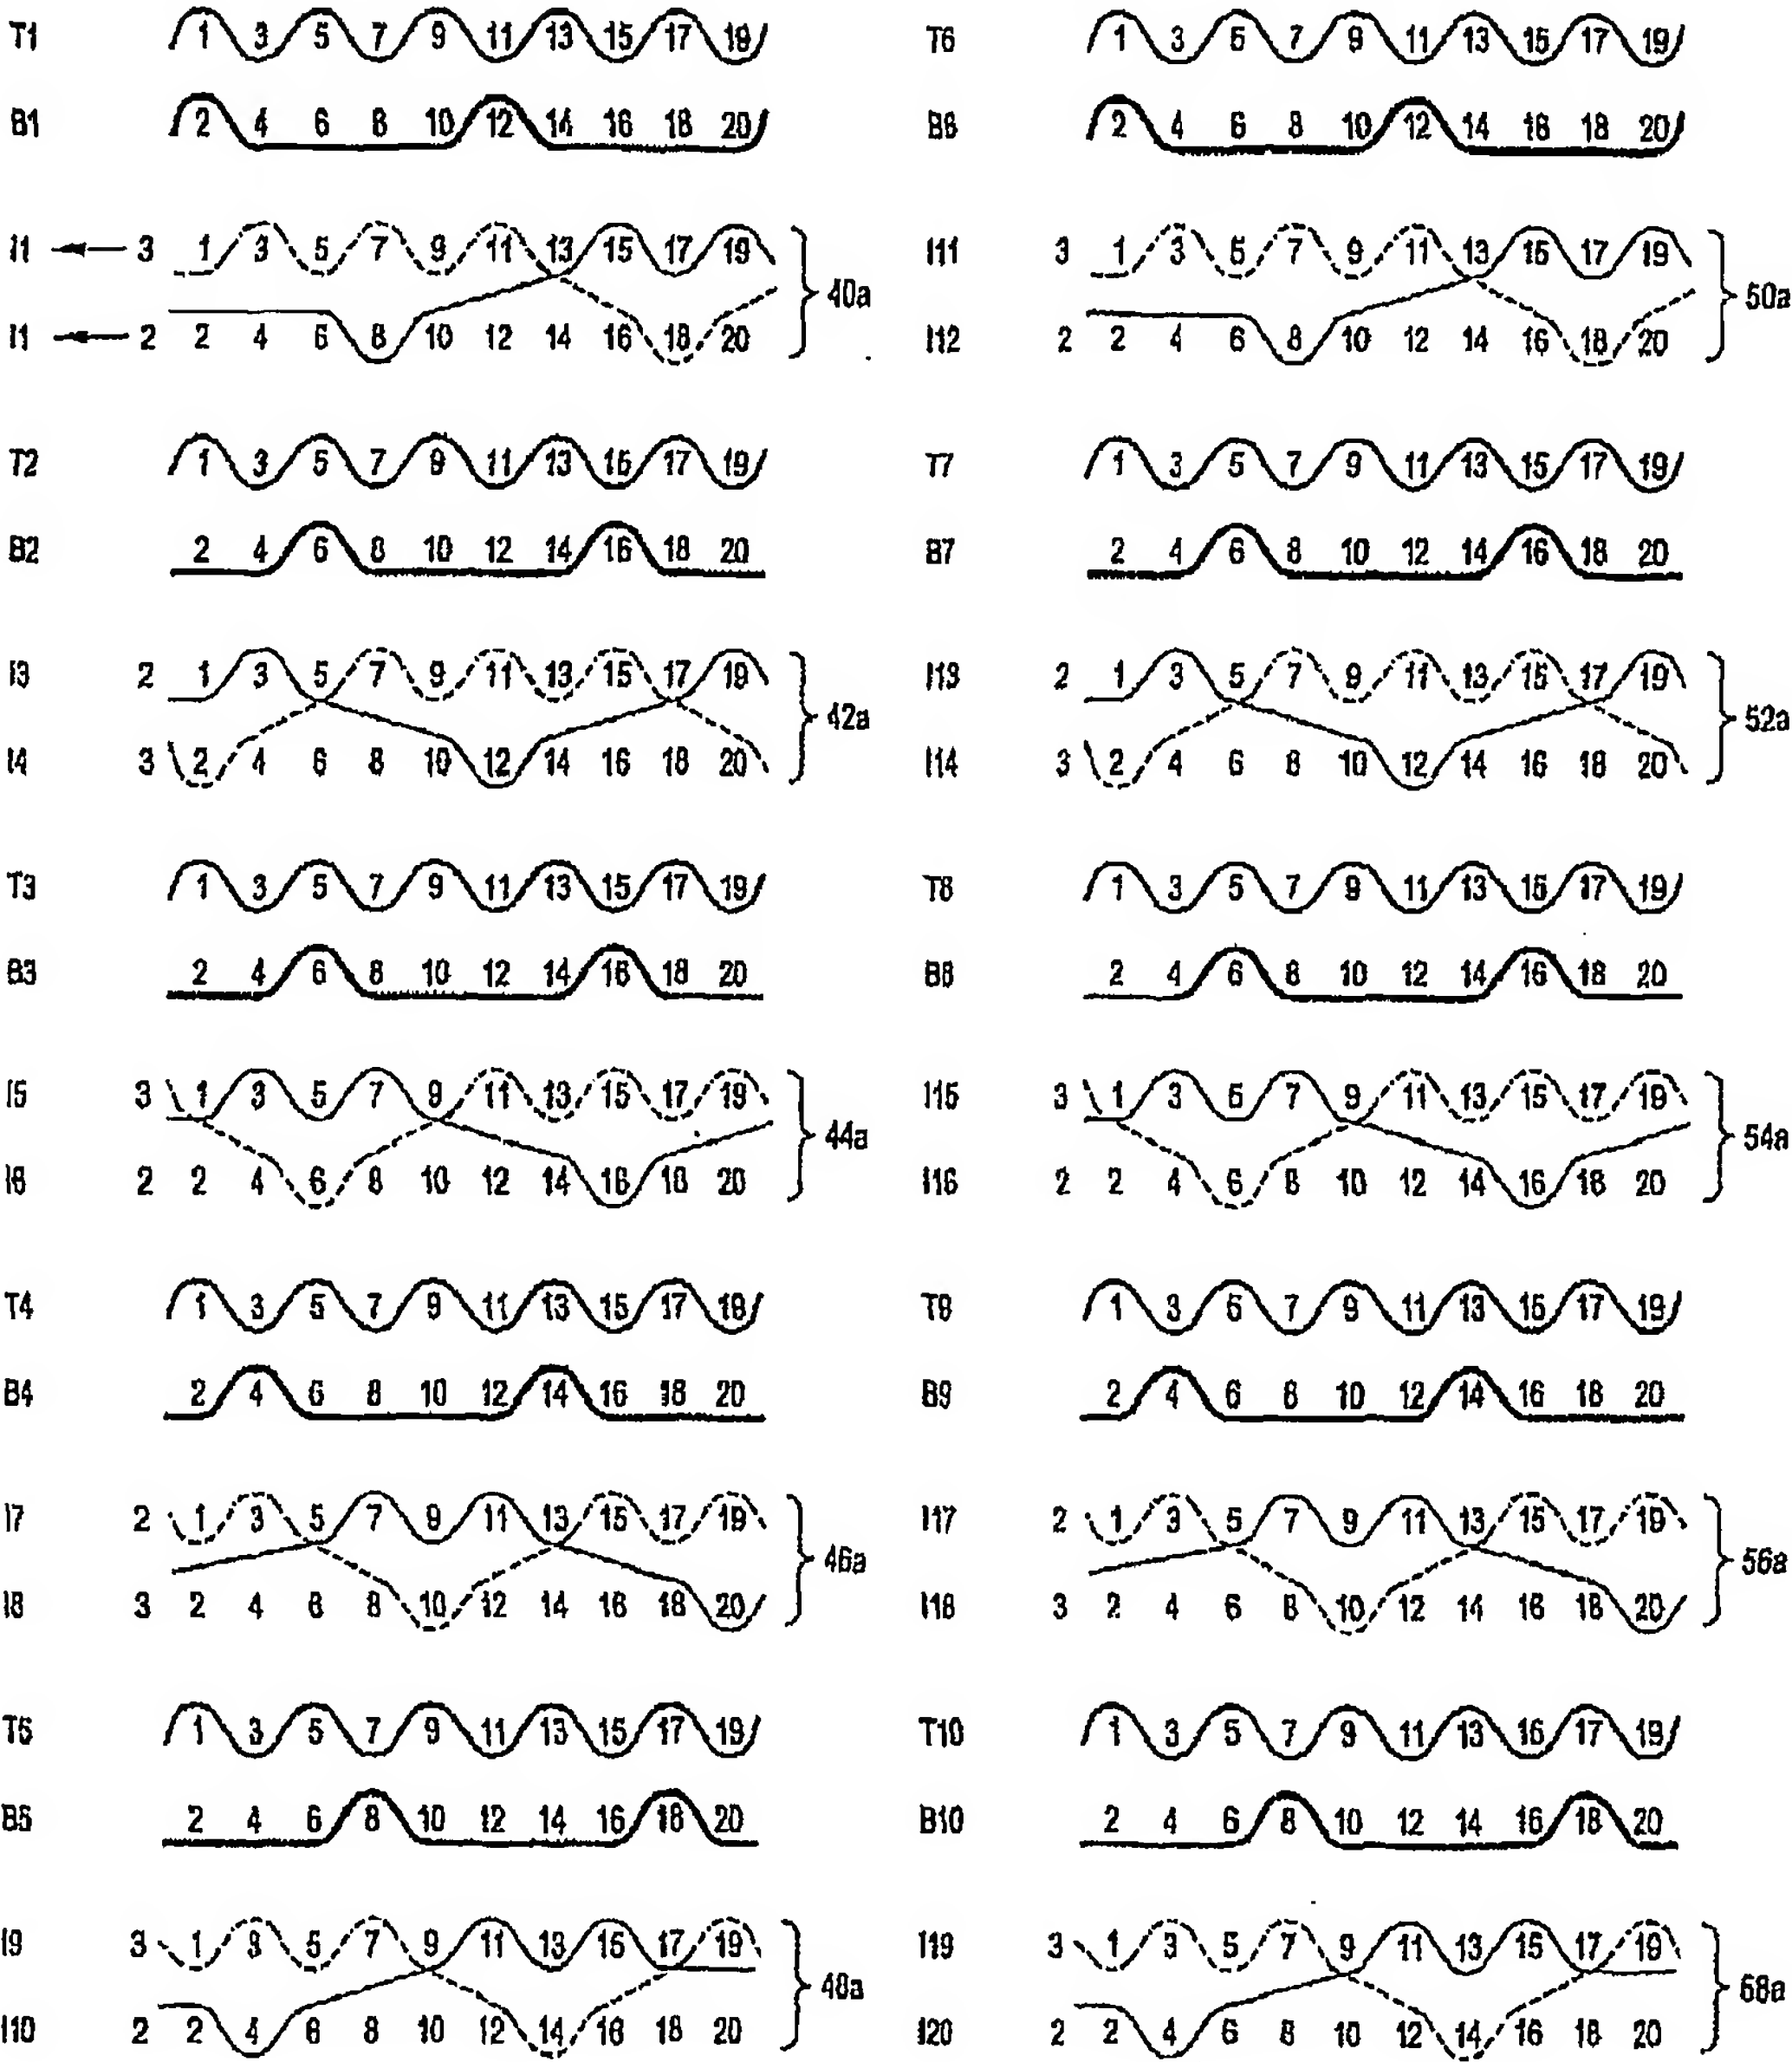 T1 1 3 5 7 9 11 13 15 17 19
B1 2 4 6 8 10 12 14 16 18 20
I1 3 1 3 5 7 9 11 13 15 17 19
40a
I1 2 2 4 6 8 10 12 14 16 18 20
T2 1 3 5 7 9 11 13 15 17 19
B2 2 4 6 8 10 12 14 16 18 20
I3 2 1 3 5 7 9 11 13 15 17 19
42a
I4 3 2 4 6 8 10 12 14 16 18 20
T3 1 3 5 7 9 11 13 15 17 19
B3 2 4 6 8 10 12 14 16 18 20
I5 3 1 3 5 7 9 11 13 15 17 19
44a
I6 2 2 4 6 8 10 12 14 16 18 20
T4 1 3 5 7 9 11 13 15 17 19
B4 2 4 6 8 10 12 14 16 18 20
I7 2 1 3 5 7 9 11 13 15 17 19
46a
I8 3 2 4 6 8 10 12 14 16 18 20
T5 1 3 5 7 9 11 13 15 17 19
B5 2 4 6 8 10 12 14 16 18 20
I9 3 1 3 5 7 9 11 13 15 17 19
48a
I10 2 2 4 6 8 10 12 14 16 18 20
T6 1 3 5 7 9 11 13 15 17 19
B6 2 4 6 8 10 12 14 16 18 20
I11 3 1 3 5 7 9 11 13 15 17 19
50a
I12 2 2 4 6 8 10 12 14 16 18 20
T7 1 3 5 7 9 11 13 15 17 19
B7 2 4 6 8 10 12 14 16 18 20
I13 2 1 3 5 7 9 11 13 15 17 19
52a
I14 3 2 4 6 8 10 12 14 16 18 20
T8 1 3 5 7 9 11 13 15 17 19
B8 2 4 6 8 10 12 14 16 18 20
I15 3 1 3 5 7 9 11 13 15 17 19
54a
I16 2 2 4 6 8 10 12 14 16 18 20
T9 1 3 5 7 9 11 13 15 17 19
B9 2 4 6 8 10 12 14 16 18 20
I17 2 1 3 5 7 9 11 13 15 17 19
56a
I18 3 2 4 6 8 10 12 14 16 18 20
T10 1 3 5 7 9 11 13 15 17 19
B10 2 4 6 8 10 12 14 16 18 20
I19 3 1 3 5 7 9 11 13 15 17 19
58a
I20 2 2 4 6 8 10 12 14 16 18 20